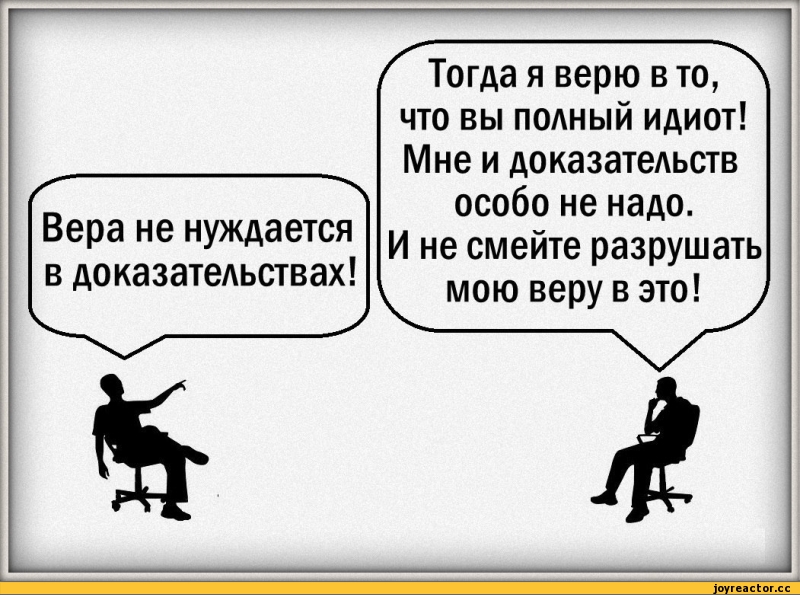 Вера не нуждается
в доказательствах!
Тогда я верю в то,
что вы полный идиот!
Мне и доказательств
особо не надо.
И не смейте разрушать
мою веру в это!
joyreactor.cc